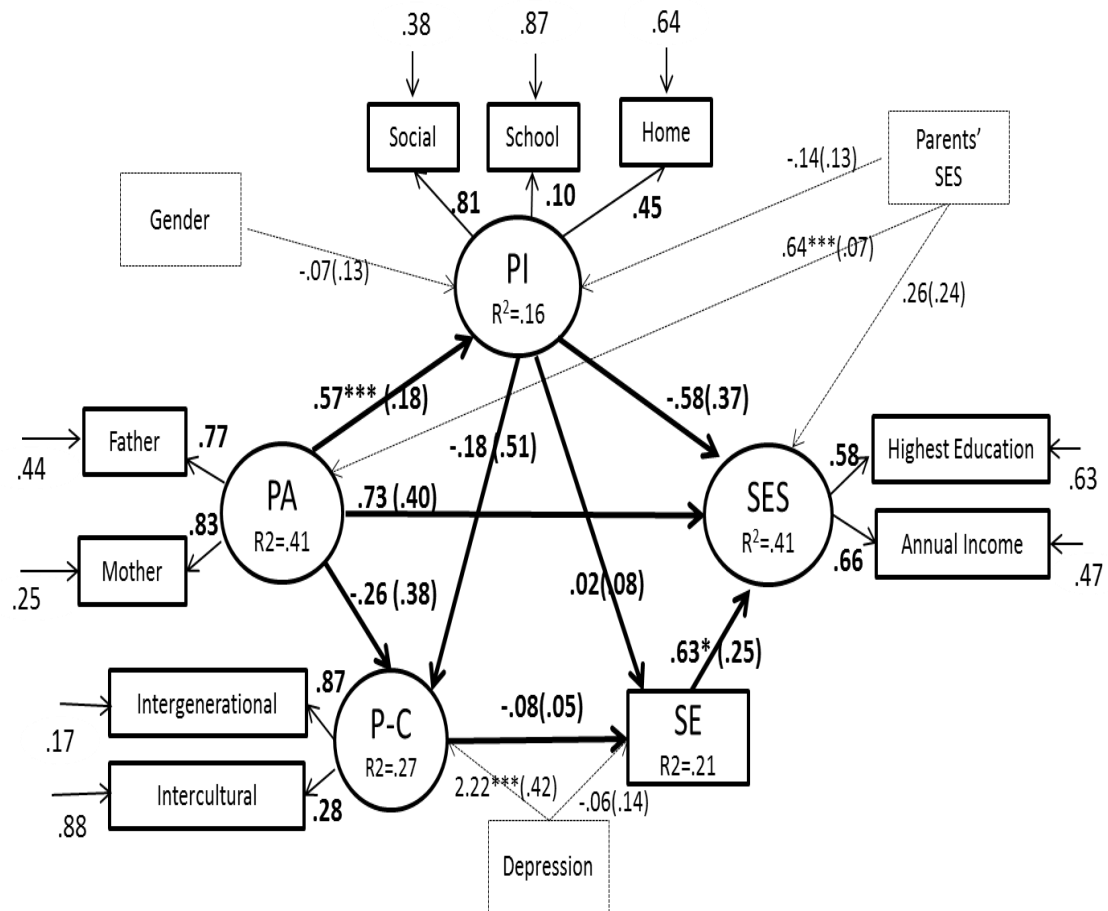 .38
.87
.64
Social
School
Home
Parents'
SES
-.14(.13)
Gender
.81
.10
.45
-.07(.13)
PI
R²=.16
.64***(.07)
.26(.24)
.57*** (.18)
-.58(.37)
-.18 (.51)
Father
.77
.44
PA
R2=.41
.73 (.40)
SES
R²=.41
.58
Highest Education
.63
.83
Mother
.25
.66
Annual Income
.47
-.26 (.38)
.02(.08)
.63* (.25)
Intergenerational
.87
.17
P-C
R2=.27
-.08(.05)
SE
R2=.21
Intercultural
.28
.88
2.22***(.42)
-.06(.14)
Depression